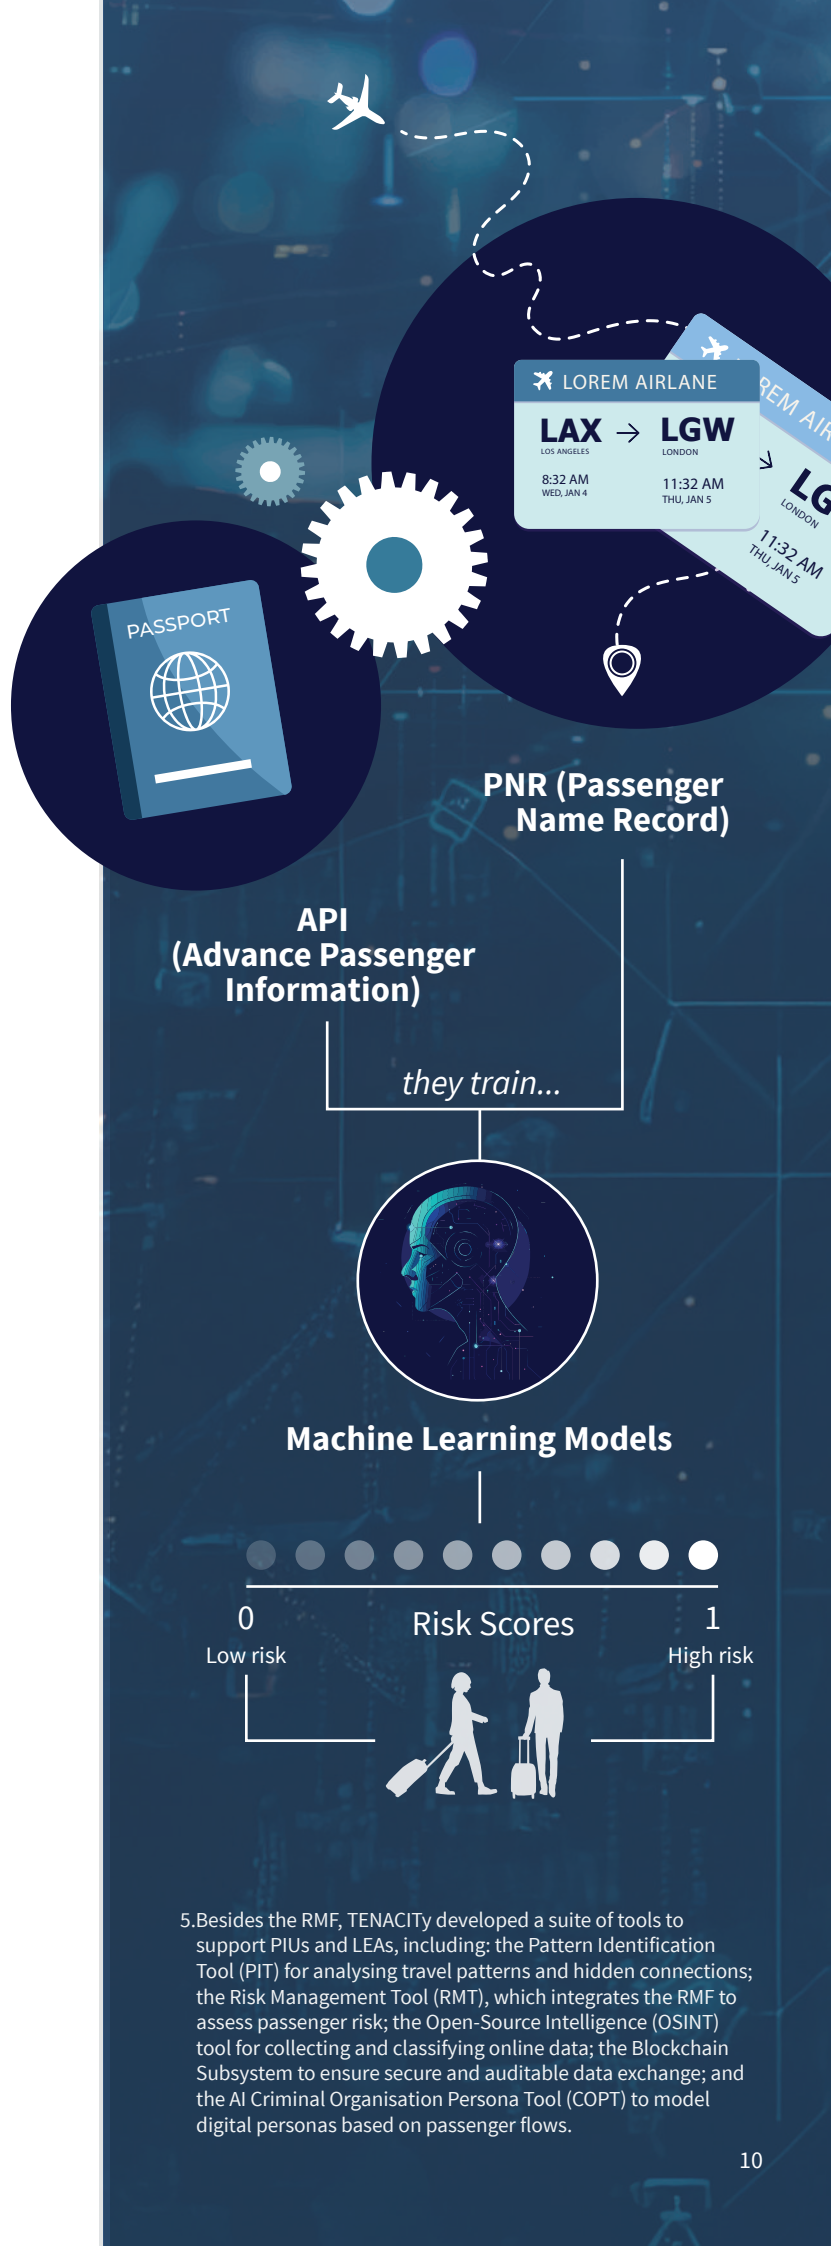 LOREM AIRLANE
LAX → LGW
LOS ANGELES LONDON
8:32 AM 11:32 AM
WED, JAN 4 THU, JAN 5
LONDON
11:32 AM
THU, JAN 5
PASSPORT
PNR (Passenger
Name Record)
API
(Advance Passenger
Information)
they train...
Machine Learning Models
0 Risk Scores 1
Low risk High risk
5.Besides the RMF, TENACITy developed a suite of tools to
support PIUs and LEAs, including: the Pattern Identification
Tool (PIT) for analysing travel patterns and hidden connections;
the Risk Management Tool (RMT), which integrates the RMF to
assess passenger risk; the Open-Source Intelligence (OSINT)
tool for collecting and classifying online data; the Blockchain
Subsystem to ensure secure and auditable data exchange; and
the AI Criminal Organisation Persona Tool (COPT) to model
digital personas based on passenger flows.
10